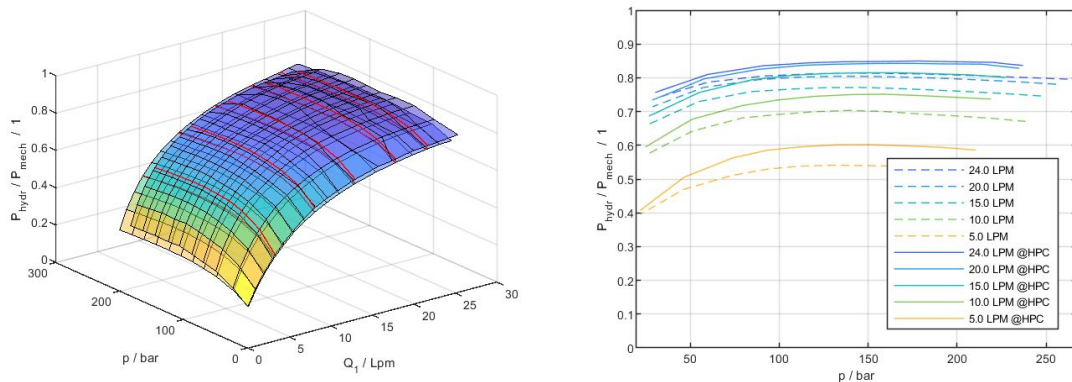 1
0.8
0.6
0.4
0.2
0
P_hydr / P_mech / 1
300
200
100
0
p / bar
0
5
10
15
20
25
30
Q_1 / Lpm
1
0.9
0.8
0.7
0.6
0.5
0.4
0.3
0.2
0.1
0
P_hydr / P_mech / 1
50
100
150
200
250
p / bar
24.0 LPM
20.0 LPM
15.0 LPM
10.0 LPM
5.0 LPM
24.0 LPM @HPC
20.0 LPM @HPC
15.0 LPM @HPC
10.0 LPM @HPC
5.0 LPM @HPC